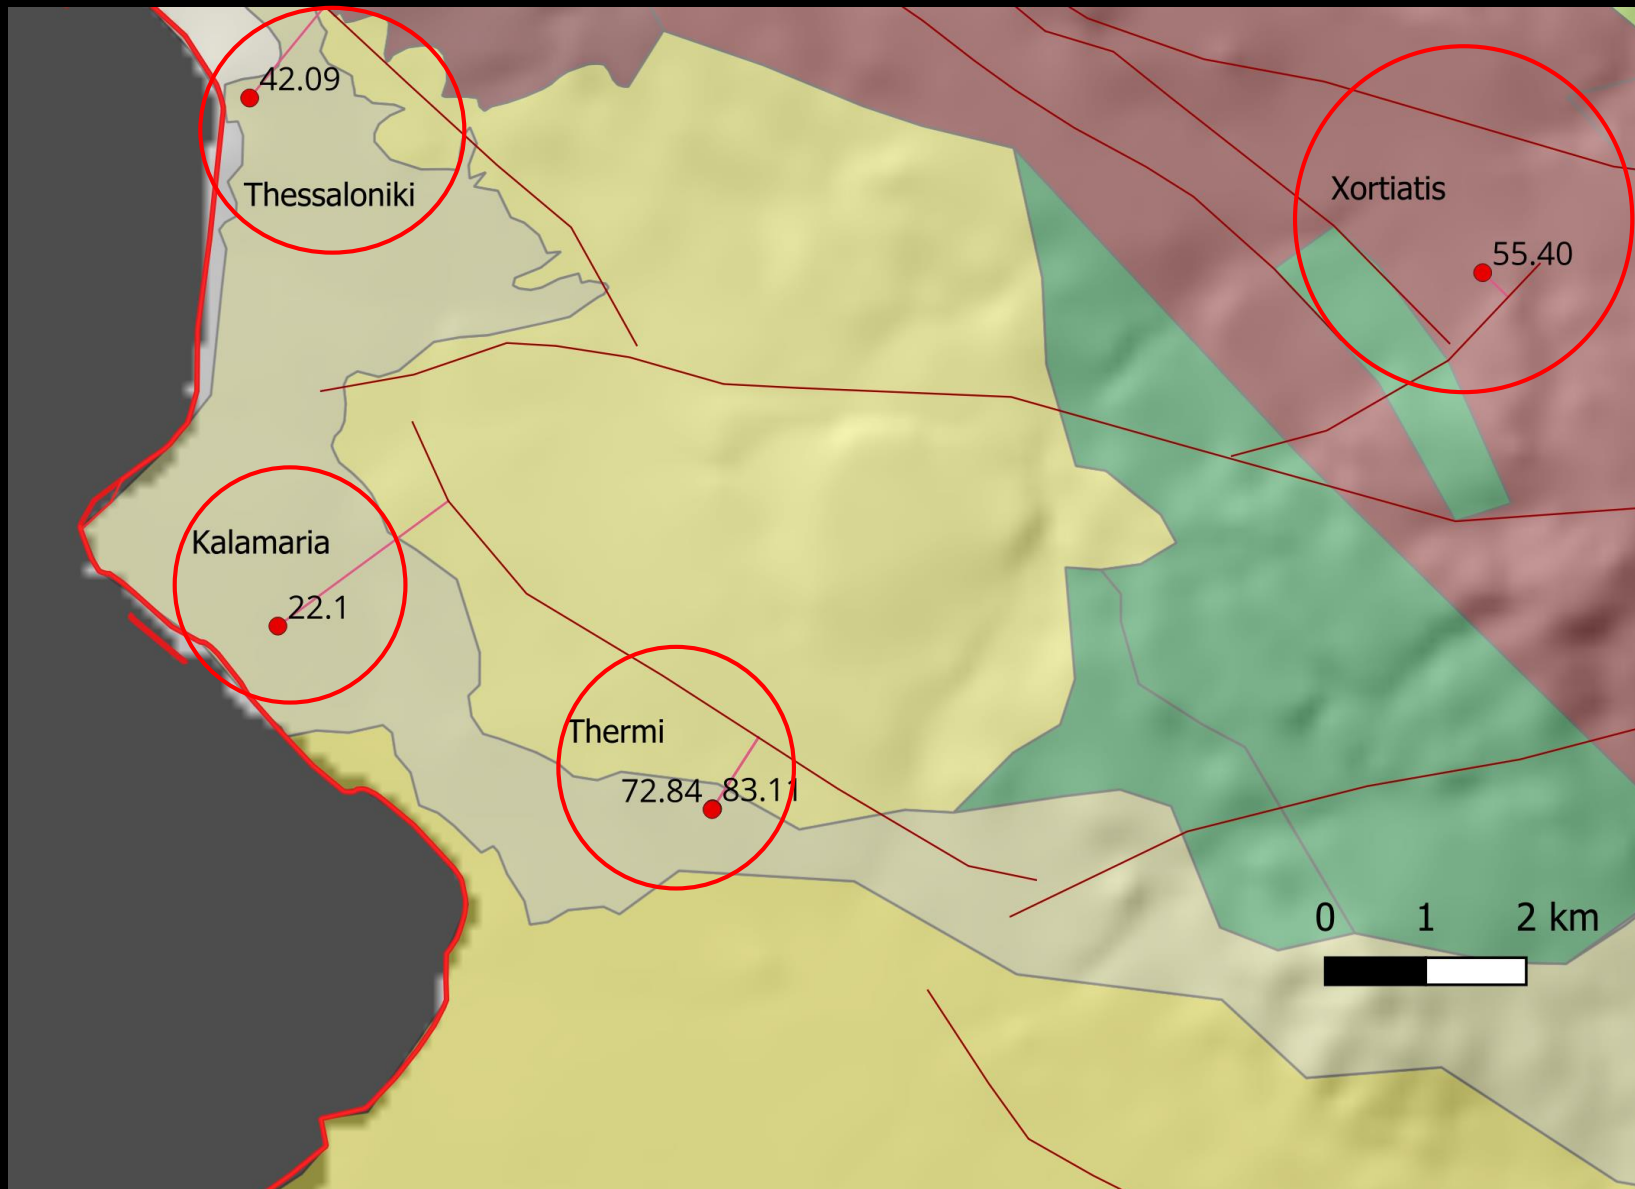 42.09
Thessaloniki
Xortiatis
55.40
Kalamaria
22.1
Thermi
72.84 83.11
0 1 2 km